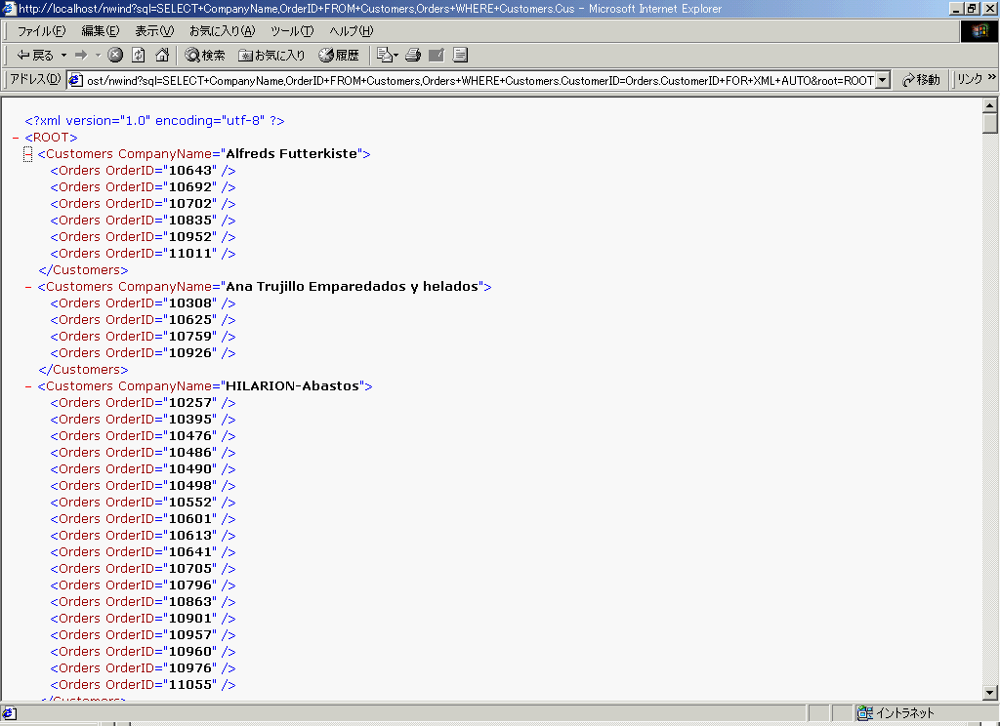 http://localhost/nwind?sql=SELECT+CompanyName,OrderID+FROM+Customers,Orders+WHERE+Customers.Cus - Microsoft Internet Explorer
ファイル(F) 編集(E) 表示(V) お気に入り(A) ツール(T) ヘルプ(H)
戻る 検索 お気に入り 履歴
アドレス(D) ost/nwind?sql=SELECT+CompanyName,OrderID+FROM+Customers,Orders+WHERE+Customers.CustomerID=Orders.CustomerID+FOR+XML+AUTO&root=ROOT 移動 リンク »
<?xml version="1.0" encoding="utf-8" ?>
- <ROOT>
- <Customers CompanyName="Alfreds Futterkiste">
<Orders OrderID="10643" />
<Orders OrderID="10692" />
<Orders OrderID="10702" />
<Orders OrderID="10835" />
<Orders OrderID="10952" />
<Orders OrderID="11011" />
</Customers>
- <Customers CompanyName="Ana Trujillo Emparedados y helados">
<Orders OrderID="10308" />
<Orders OrderID="10625" />
<Orders OrderID="10759" />
<Orders OrderID="10926" />
</Customers>
- <Customers CompanyName="HILARION-Abastos">
<Orders OrderID="10257" />
<Orders OrderID="10395" />
<Orders OrderID="10476" />
<Orders OrderID="10486" />
<Orders OrderID="10490" />
<Orders OrderID="10498" />
<Orders OrderID="10552" />
<Orders OrderID="10601" />
<Orders OrderID="10613" />
<Orders OrderID="10641" />
<Orders OrderID="10705" />
<Orders OrderID="10796" />
<Orders OrderID="10863" />
<Orders OrderID="10901" />
<Orders OrderID="10957" />
<Orders OrderID="10960" />
<Orders OrderID="10976" />
<Orders OrderID="11055" />
</Customers>
イントラネット